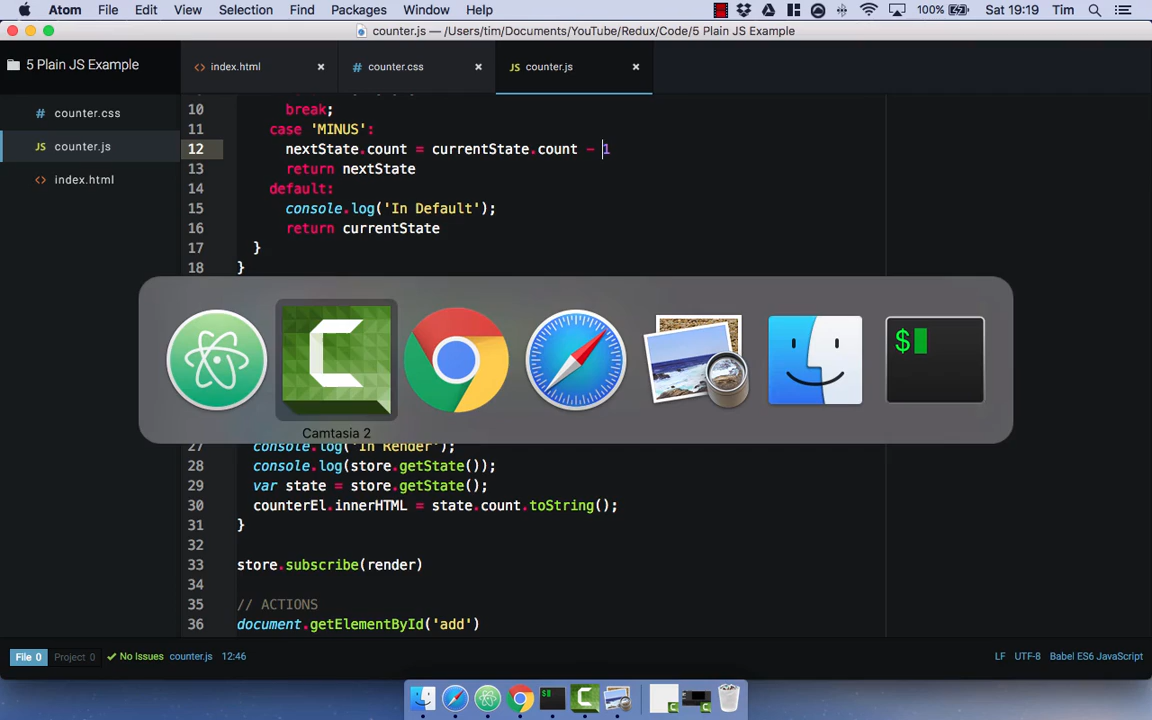 Atom File Edit View Selection Find Packages Window Help 100% Sat 19:19 Tim
counter.js — /Users/tim/Documents/YouTube/Redux/Code/5 Plain JS Example
5 Plain JS Example
index.html
# counter.css
JS counter.js
# counter.css
JS counter.js
index.html
10 break;
11 case 'MINUS':
12 nextState.count = currentState.count - 1
13 return nextState
14 default:
15 console.log('In Default');
16 return currentState
17 }
18 }
$
Camtasia 2
27 console.log('In Render');
28 console.log(store.getState());
29 var state = store.getState();
30 counterEl.innerHTML = state.count.toString();
31 }
32
33 store.subscribe(render)
34
35 // ACTIONS
36 document.getElementById('add')
File 0 Project 0 No Issues counter.js 12:46 LF UTF-8 Babel ES6 JavaScript